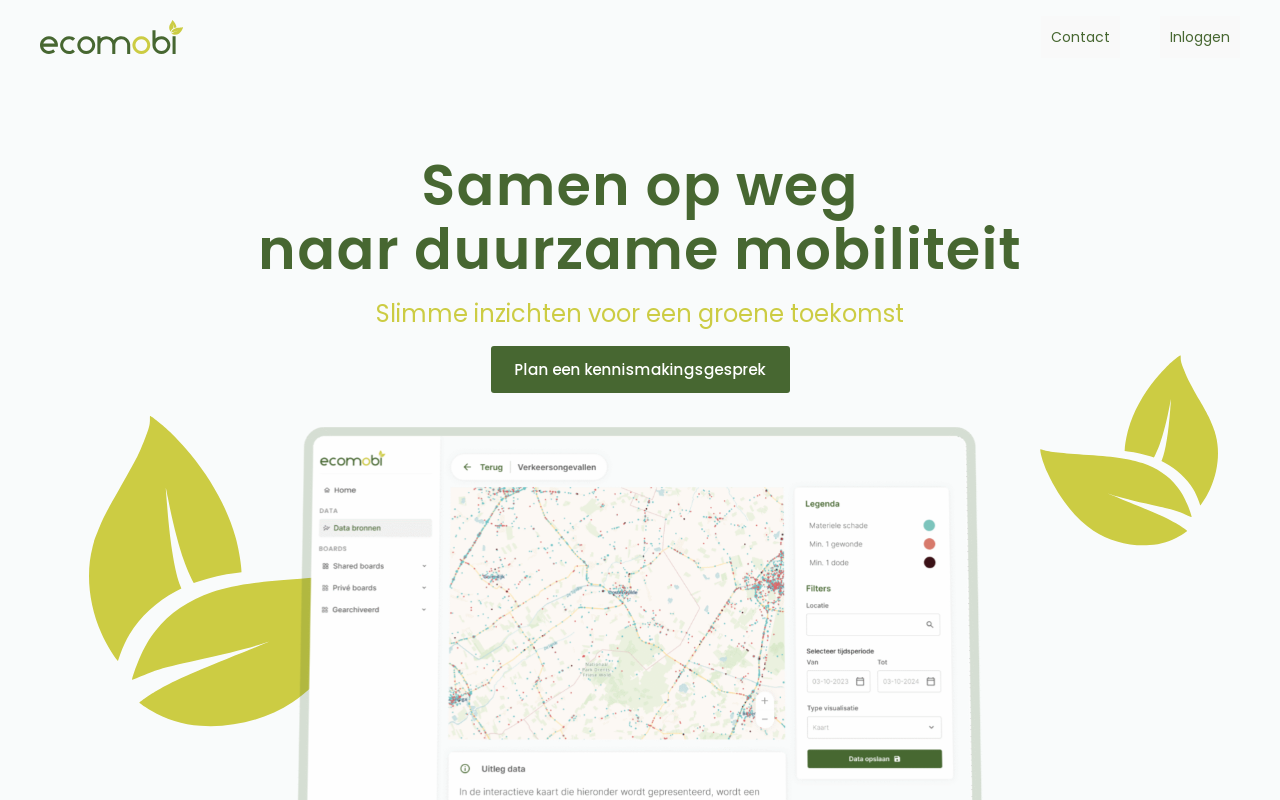 ecomobi
Contact
Inloggen
Samen op weg
naar duurzame mobiliteit
Slimme inzichten voor een groene toekomst
Plan een kennismakingsgesprek
ecomobi
Home
DATA
Data bronnen
BOARDS
Shared boards
Privé boards
Gearchiveerd
Terug
Verkeersongevallen
Legenda
Materiele schade
Min. 1 gewonde
Min. 1 dode
Filters
Locatie
Selecteer tijdsperiode
Van
Tot
03-10-2023
03-10-2024
Type visualisatie
Kaart
Data opslaan
Uitleg data
In de interactieve kaart die hieronder wordt gepresenteerd, wordt een